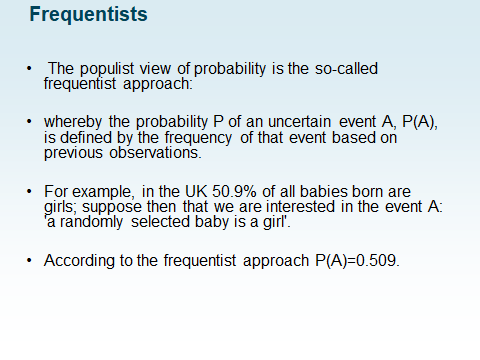 Frequentists
• The populist view of probability is the so-called
frequentist approach:
• whereby the probability P of an uncertain event A, P(A),
is defined by the frequency of that event based on
previous observations.
• For example, in the UK 50.9% of all babies born are
girls; suppose then that we are interested in the event A:
'a randomly selected baby is a girl'.
• According to the frequentist approach P(A)=0.509.